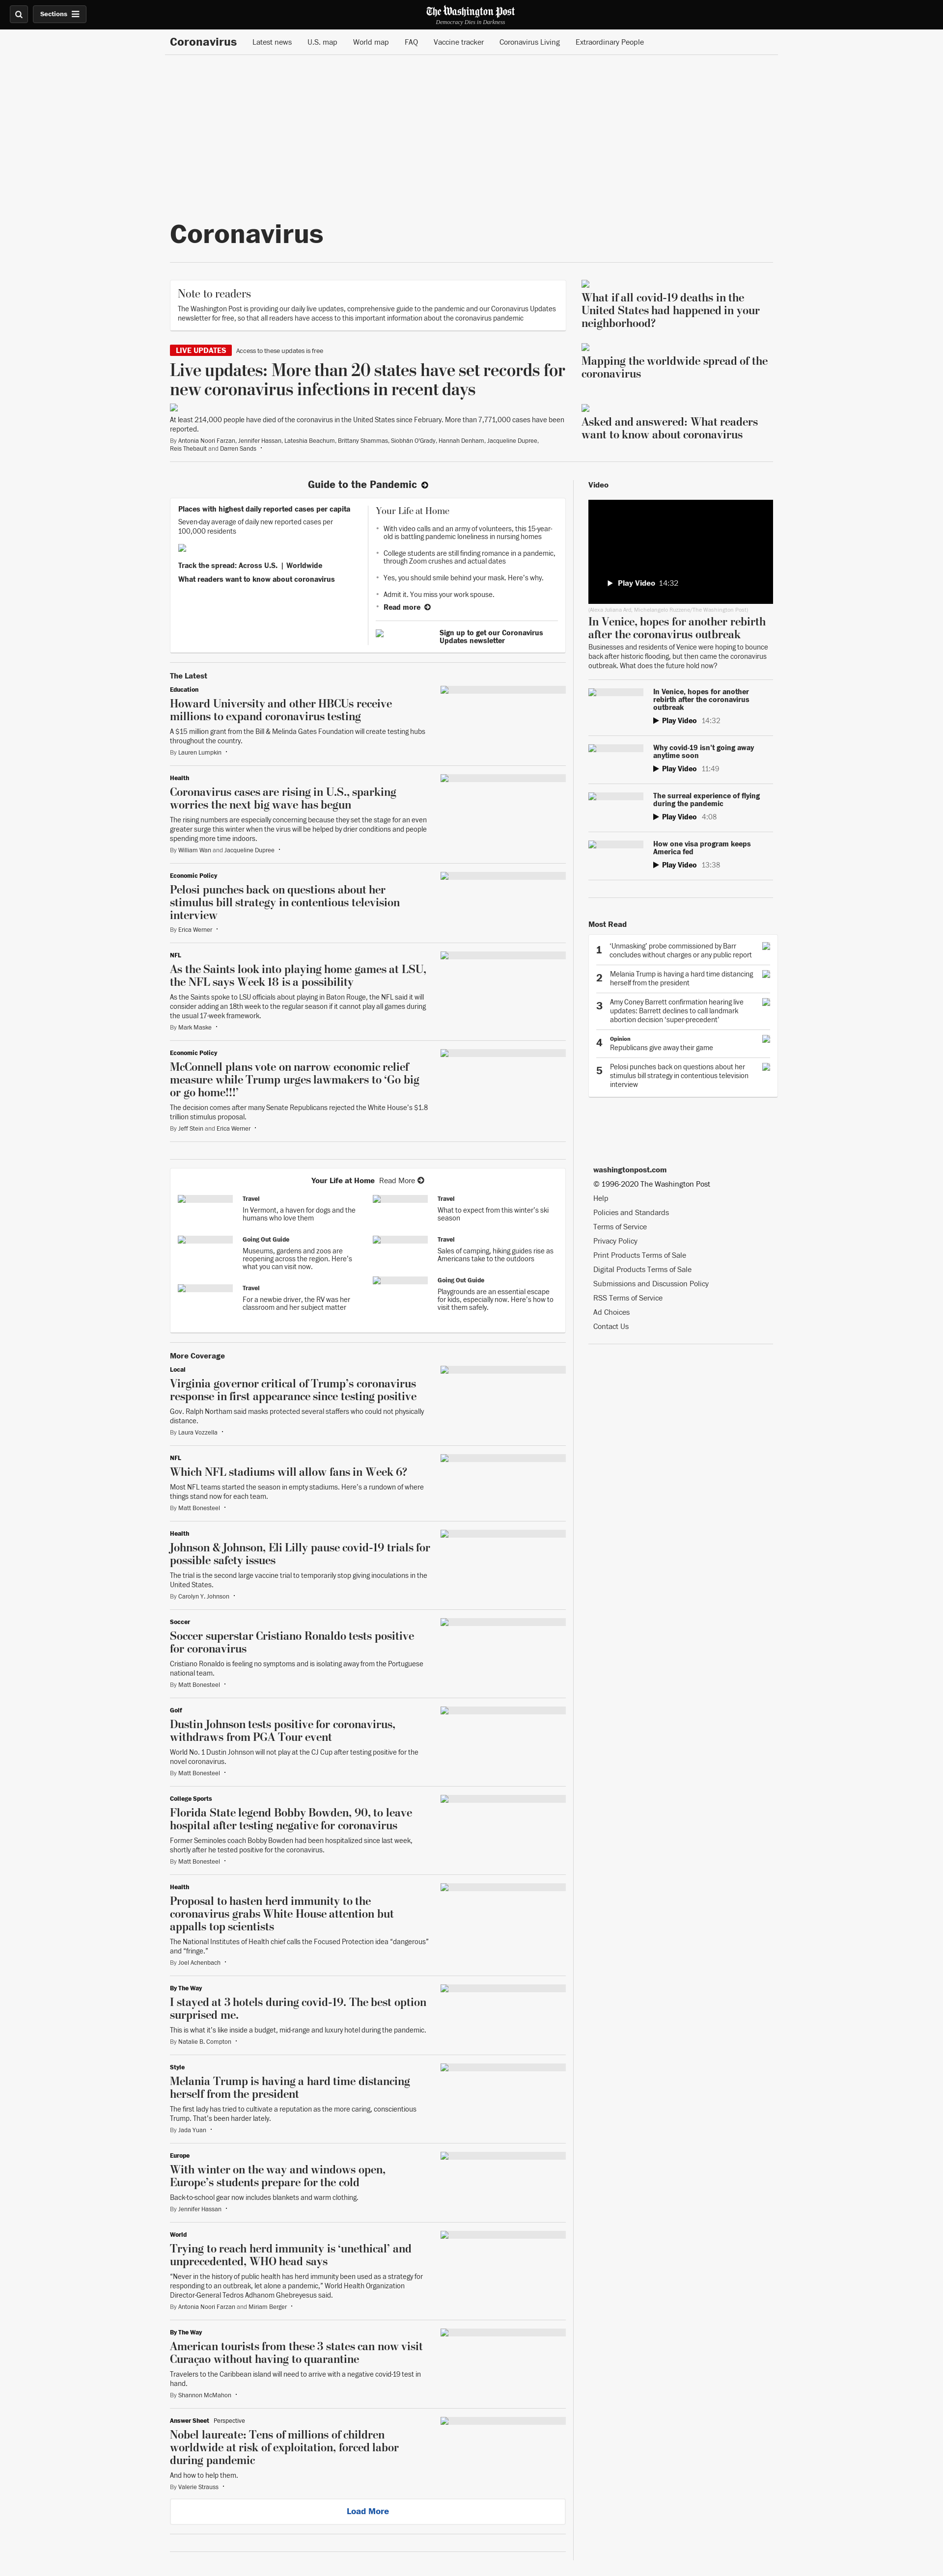 Sections
The Washington Post
Democracy Dies in Darkness
Coronavirus
Latest news
U.S. map
World map
FAQ
Vaccine tracker
Coronavirus Living
Extraordinary People
Coronavirus
Note to readers
The Washington Post is providing our daily live updates, comprehensive guide to the pandemic and our Coronavirus Updates
newsletter for free, so that all readers have access to this important information about the coronavirus pandemic
LIVE UPDATES Access to these updates is free
Live updates: More than 20 states have set records for
new coronavirus infections in recent days
At least 214,000 people have died of the coronavirus in the United States since February. More than 7,771,000 cases have been
reported.
By Antonia Noori Farzan, Jennifer Hassan, Lateshia Beachum, Brittany Shammas, Siobhán O'Grady, Hannah Denham, Jacqueline Dupree,
Reis Thebault and Darren Sands •
What if all covid-19 deaths in the
United States had happened in your
neighborhood?
Mapping the worldwide spread of the
coronavirus
Asked and answered: What readers
want to know about coronavirus
Guide to the Pandemic
Places with highest daily reported cases per capita
Seven-day average of daily new reported cases per
100,000 residents
Track the spread: Across U.S. | Worldwide
What readers want to know about coronavirus
Your Life at Home
• With video calls and an army of volunteers, this 15-year-
old is battling pandemic loneliness in nursing homes
• College students are still finding romance in a pandemic,
through Zoom crushes and actual dates
• Yes, you should smile behind your mask. Here's why.
• Admit it. You miss your work spouse.
• Read more
Sign up to get our Coronavirus
Updates newsletter
The Latest
Education
Howard University and other HBCUs receive
millions to expand coronavirus testing
A $15 million grant from the Bill & Melinda Gates Foundation will create testing hubs
throughout the country.
By Lauren Lumpkin •
Health
Coronavirus cases are rising in U.S., sparking
worries the next big wave has begun
The rising numbers are especially concerning because they set the stage for an even
greater surge this winter when the virus will be helped by drier conditions and people
spending more time indoors.
By William Wan and Jacqueline Dupree •
Economic Policy
Pelosi punches back on questions about her
stimulus bill strategy in contentious television
interview
By Erica Werner •
NFL
As the Saints look into playing home games at LSU,
the NFL says Week 18 is a possibility
As the Saints spoke to LSU officials about playing in Baton Rouge, the NFL said it will
consider adding an 18th week to the regular season if it cannot play all games during
the usual 17-week framework.
By Mark Maske •
Economic Policy
McConnell plans vote on narrow economic relief
measure while Trump urges lawmakers to ‘Go big
or go home!!!’
The decision comes after many Senate Republicans rejected the White House's $1.8
trillion stimulus proposal.
By Jeff Stein and Erica Werner •
Your Life at Home Read More
Travel
In Vermont, a haven for dogs and the
humans who love them
Going Out Guide
Museums, gardens and zoos are
reopening across the region. Here's
what you can visit now.
Travel
For a newbie driver, the RV was her
classroom and her subject matter
Travel
What to expect from this winter's ski
season
Travel
Sales of camping, hiking guides rise as
Americans take to the outdoors
Going Out Guide
Playgrounds are an essential escape
for kids, especially now. Here's how to
visit them safely.
More Coverage
Local
Virginia governor critical of Trump's coronavirus
response in first appearance since testing positive
Gov. Ralph Northam said masks protected several staffers who could not physically
distance.
By Laura Vozzella •
NFL
Which NFL stadiums will allow fans in Week 6?
Most NFL teams started the season in empty stadiums. Here's a rundown of where
things stand now for each team.
By Matt Bonesteel •
Health
Johnson & Johnson, Eli Lilly pause covid-19 trials for
possible safety issues
The trial is the second large vaccine trial to temporarily stop giving inoculations in the
United States.
By Carolyn Y. Johnson •
Soccer
Soccer superstar Cristiano Ronaldo tests positive
for coronavirus
Cristiano Ronaldo is feeling no symptoms and is isolating away from the Portuguese
national team.
By Matt Bonesteel •
Golf
Dustin Johnson tests positive for coronavirus,
withdraws from PGA Tour event
World No. 1 Dustin Johnson will not play at the CJ Cup after testing positive for the
novel coronavirus.
By Matt Bonesteel •
College Sports
Florida State legend Bobby Bowden, 90, to leave
hospital after testing negative for coronavirus
Former Seminoles coach Bobby Bowden had been hospitalized since last week,
shortly after he tested positive for the coronavirus.
By Matt Bonesteel •
Health
Proposal to hasten herd immunity to the
coronavirus grabs White House attention but
appalls top scientists
The National Institutes of Health chief calls the Focused Protection idea “dangerous”
and “fringe.”
By Joel Achenbach •
By The Way
I stayed at 3 hotels during covid-19. The best option
surprised me.
This is what it's like inside a budget, mid-range and luxury hotel during the pandemic.
By Natalie B. Compton •
Style
Melania Trump is having a hard time distancing
herself from the president
The first lady has tried to cultivate a reputation as the more caring, conscientious
Trump. That's been harder lately.
By Jada Yuan •
Europe
With winter on the way and windows open,
Europe's students prepare for the cold
Back-to-school gear now includes blankets and warm clothing.
By Jennifer Hassan •
World
Trying to reach herd immunity is ‘unethical’ and
unprecedented, WHO head says
“Never in the history of public health has herd immunity been used as a strategy for
responding to an outbreak, let alone a pandemic,” World Health Organization
Director-General Tedros Adhanom Ghebreyesus said.
By Antonia Noori Farzan and Miriam Berger •
By The Way
American tourists from these 3 states can now visit
Curaçao without having to quarantine
Travelers to the Caribbean island will need to arrive with a negative covid-19 test in
hand.
By Shannon McMahon •
Answer Sheet Perspective
Nobel laureate: Tens of millions of children
worldwide at risk of exploitation, forced labor
during pandemic
And how to help them.
By Valerie Strauss •
Load More
Video
Play Video 14:32
(Alexa Juliana Ard, Michelangelo Ruzzene/The Washington Post)
In Venice, hopes for another rebirth
after the coronavirus outbreak
Businesses and residents of Venice were hoping to bounce
back after historic flooding, but then came the coronavirus
outbreak. What does the future hold now?
In Venice, hopes for another
rebirth after the coronavirus
outbreak
Play Video 14:32
Why covid-19 isn't going away
anytime soon
Play Video 11:49
The surreal experience of flying
during the pandemic
Play Video 4:08
How one visa program keeps
America fed
Play Video 13:38
Most Read
1 ‘Unmasking’ probe commissioned by Barr
concludes without charges or any public report
2 Melania Trump is having a hard time distancing
herself from the president
3 Amy Coney Barrett confirmation hearing live
updates: Barrett declines to call landmark
abortion decision ‘super-precedent’
4 Opinion
Republicans give away their game
5 Pelosi punches back on questions about her
stimulus bill strategy in contentious television
interview
washingtonpost.com
© 1996-2020 The Washington Post
Help
Policies and Standards
Terms of Service
Privacy Policy
Print Products Terms of Sale
Digital Products Terms of Sale
Submissions and Discussion Policy
RSS Terms of Service
Ad Choices
Contact Us